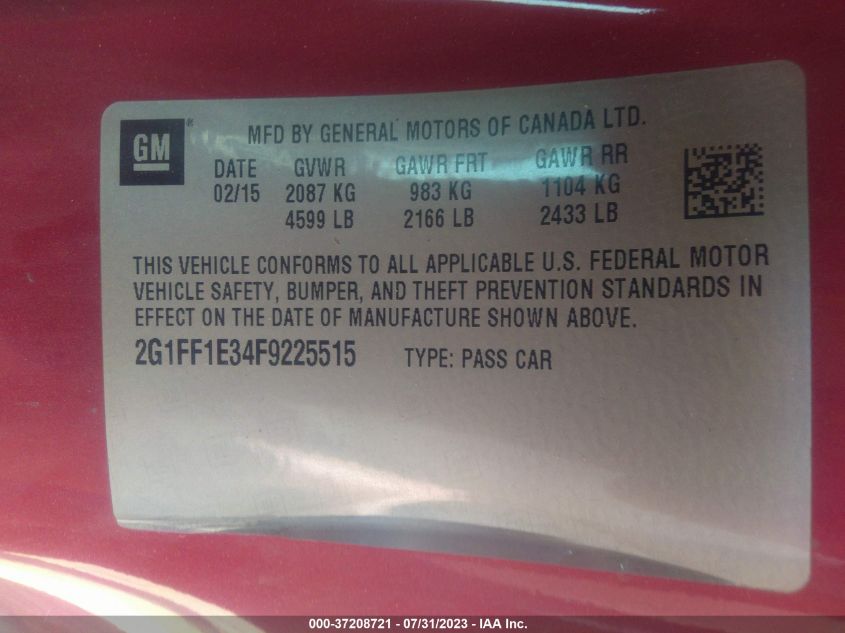 GM®
MFD BY GENERAL MOTORS OF CANADA LTD.
DATE GVWR GAWR FRT GAWR RR
02/15 2087 KG 983 KG 1104 KG
4599 LB 2166 LB 2433 LB
THIS VEHICLE CONFORMS TO ALL APPLICABLE U.S. FEDERAL MOTOR
VEHICLE SAFETY, BUMPER, AND THEFT PREVENTION STANDARDS IN
EFFECT ON THE DATE OF MANUFACTURE SHOWN ABOVE.
2G1FF1E34F9225515 TYPE: PASS CAR
000-37208721 - 07/31/2023 - IAA Inc.